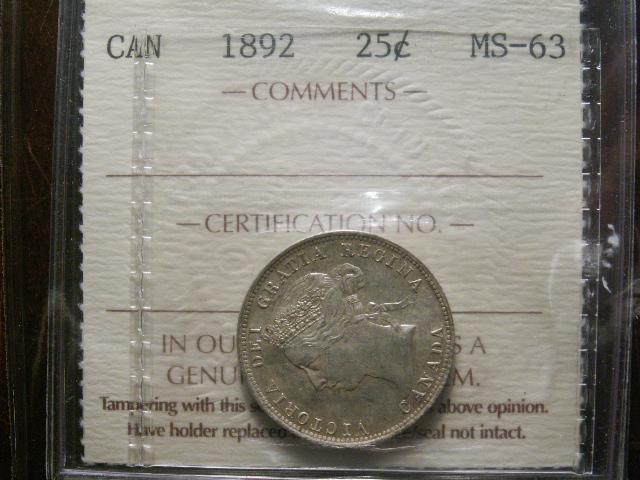 CAN 1892 25¢ MS-63
— COMMENTS —
— CERTIFICATION NO. —
VICTORIA DEI GRATIA REGINA CANADA
IN OU S A
GENU M.
Tampering with this s above opinion.
Have holder replaced seal not intact.